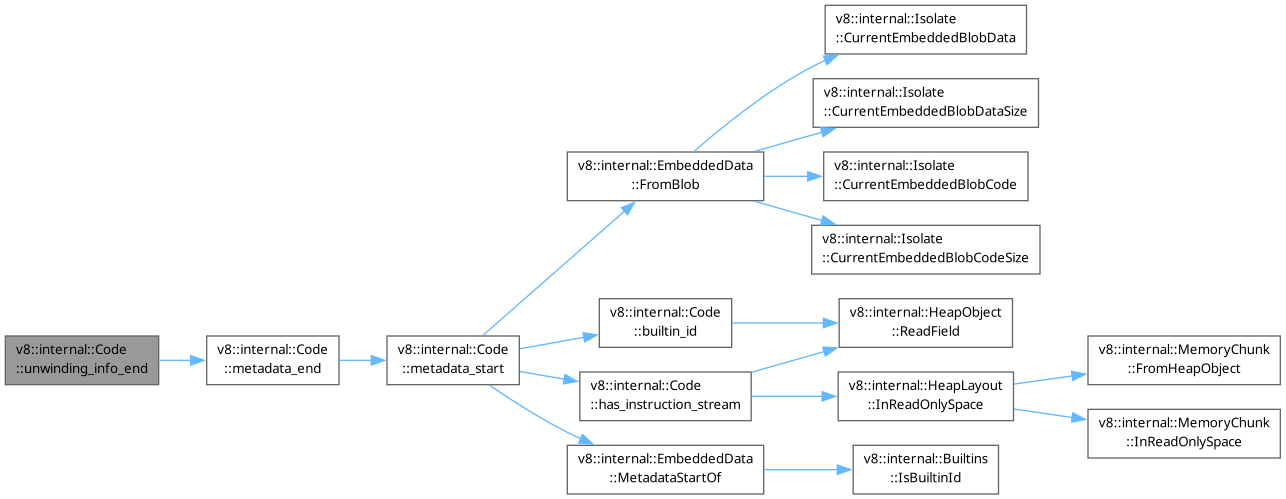 v8::internal::Isolate
::CurrentEmbeddedBlobData
v8::internal::Isolate
::CurrentEmbeddedBlobDataSize
v8::internal::EmbeddedData
::FromBlob
v8::internal::Isolate
::CurrentEmbeddedBlobCode
v8::internal::Isolate
::CurrentEmbeddedBlobCodeSize
v8::internal::Code
::builtin_id
v8::internal::HeapObject
::ReadField
v8::internal::Code
::unwinding_info_end
v8::internal::Code
::metadata_end
v8::internal::Code
::metadata_start
v8::internal::MemoryChunk
::FromHeapObject
v8::internal::Code
::has_instruction_stream
v8::internal::HeapLayout
::InReadOnlySpace
v8::internal::MemoryChunk
::InReadOnlySpace
v8::internal::EmbeddedData
::MetadataStartOf
v8::internal::Builtins
::IsBuiltinId